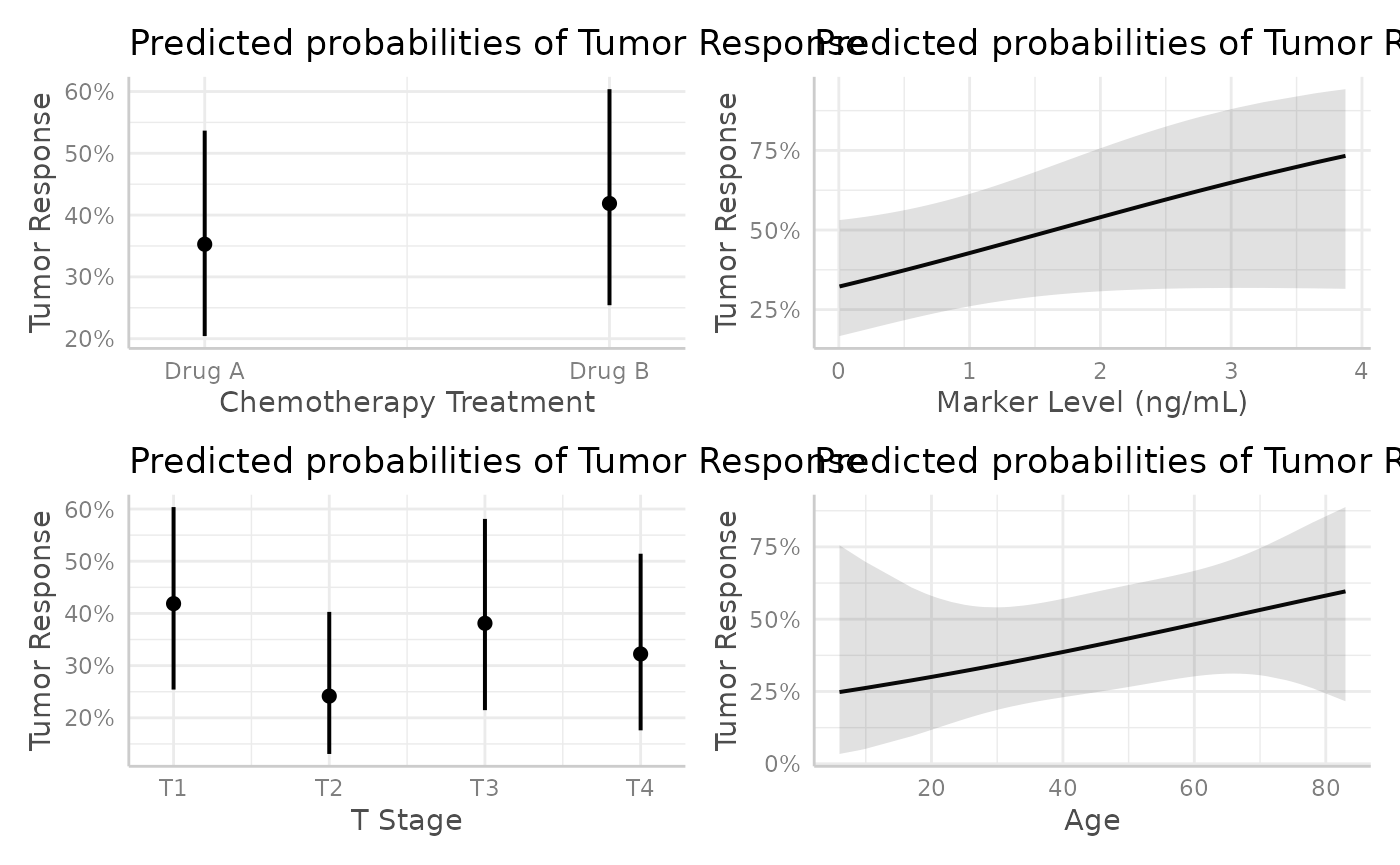 Predicted probabilities of Tumor Response
Tumor Response
60%
50%
40%
30%
20%
Drug A
Drug B
Chemotherapy Treatment
Predicted probabilities of Tumor R
Tumor Response
75%
50%
25%
0
1
2
3
4
Marker Level (ng/mL)
Predicted probabilities of Tumor Response
Tumor Response
60%
50%
40%
30%
20%
T1
T2
T3
T4
T Stage
Predicted probabilities of Tumor R
Tumor Response
75%
50%
25%
0%
20
40
60
80
Age